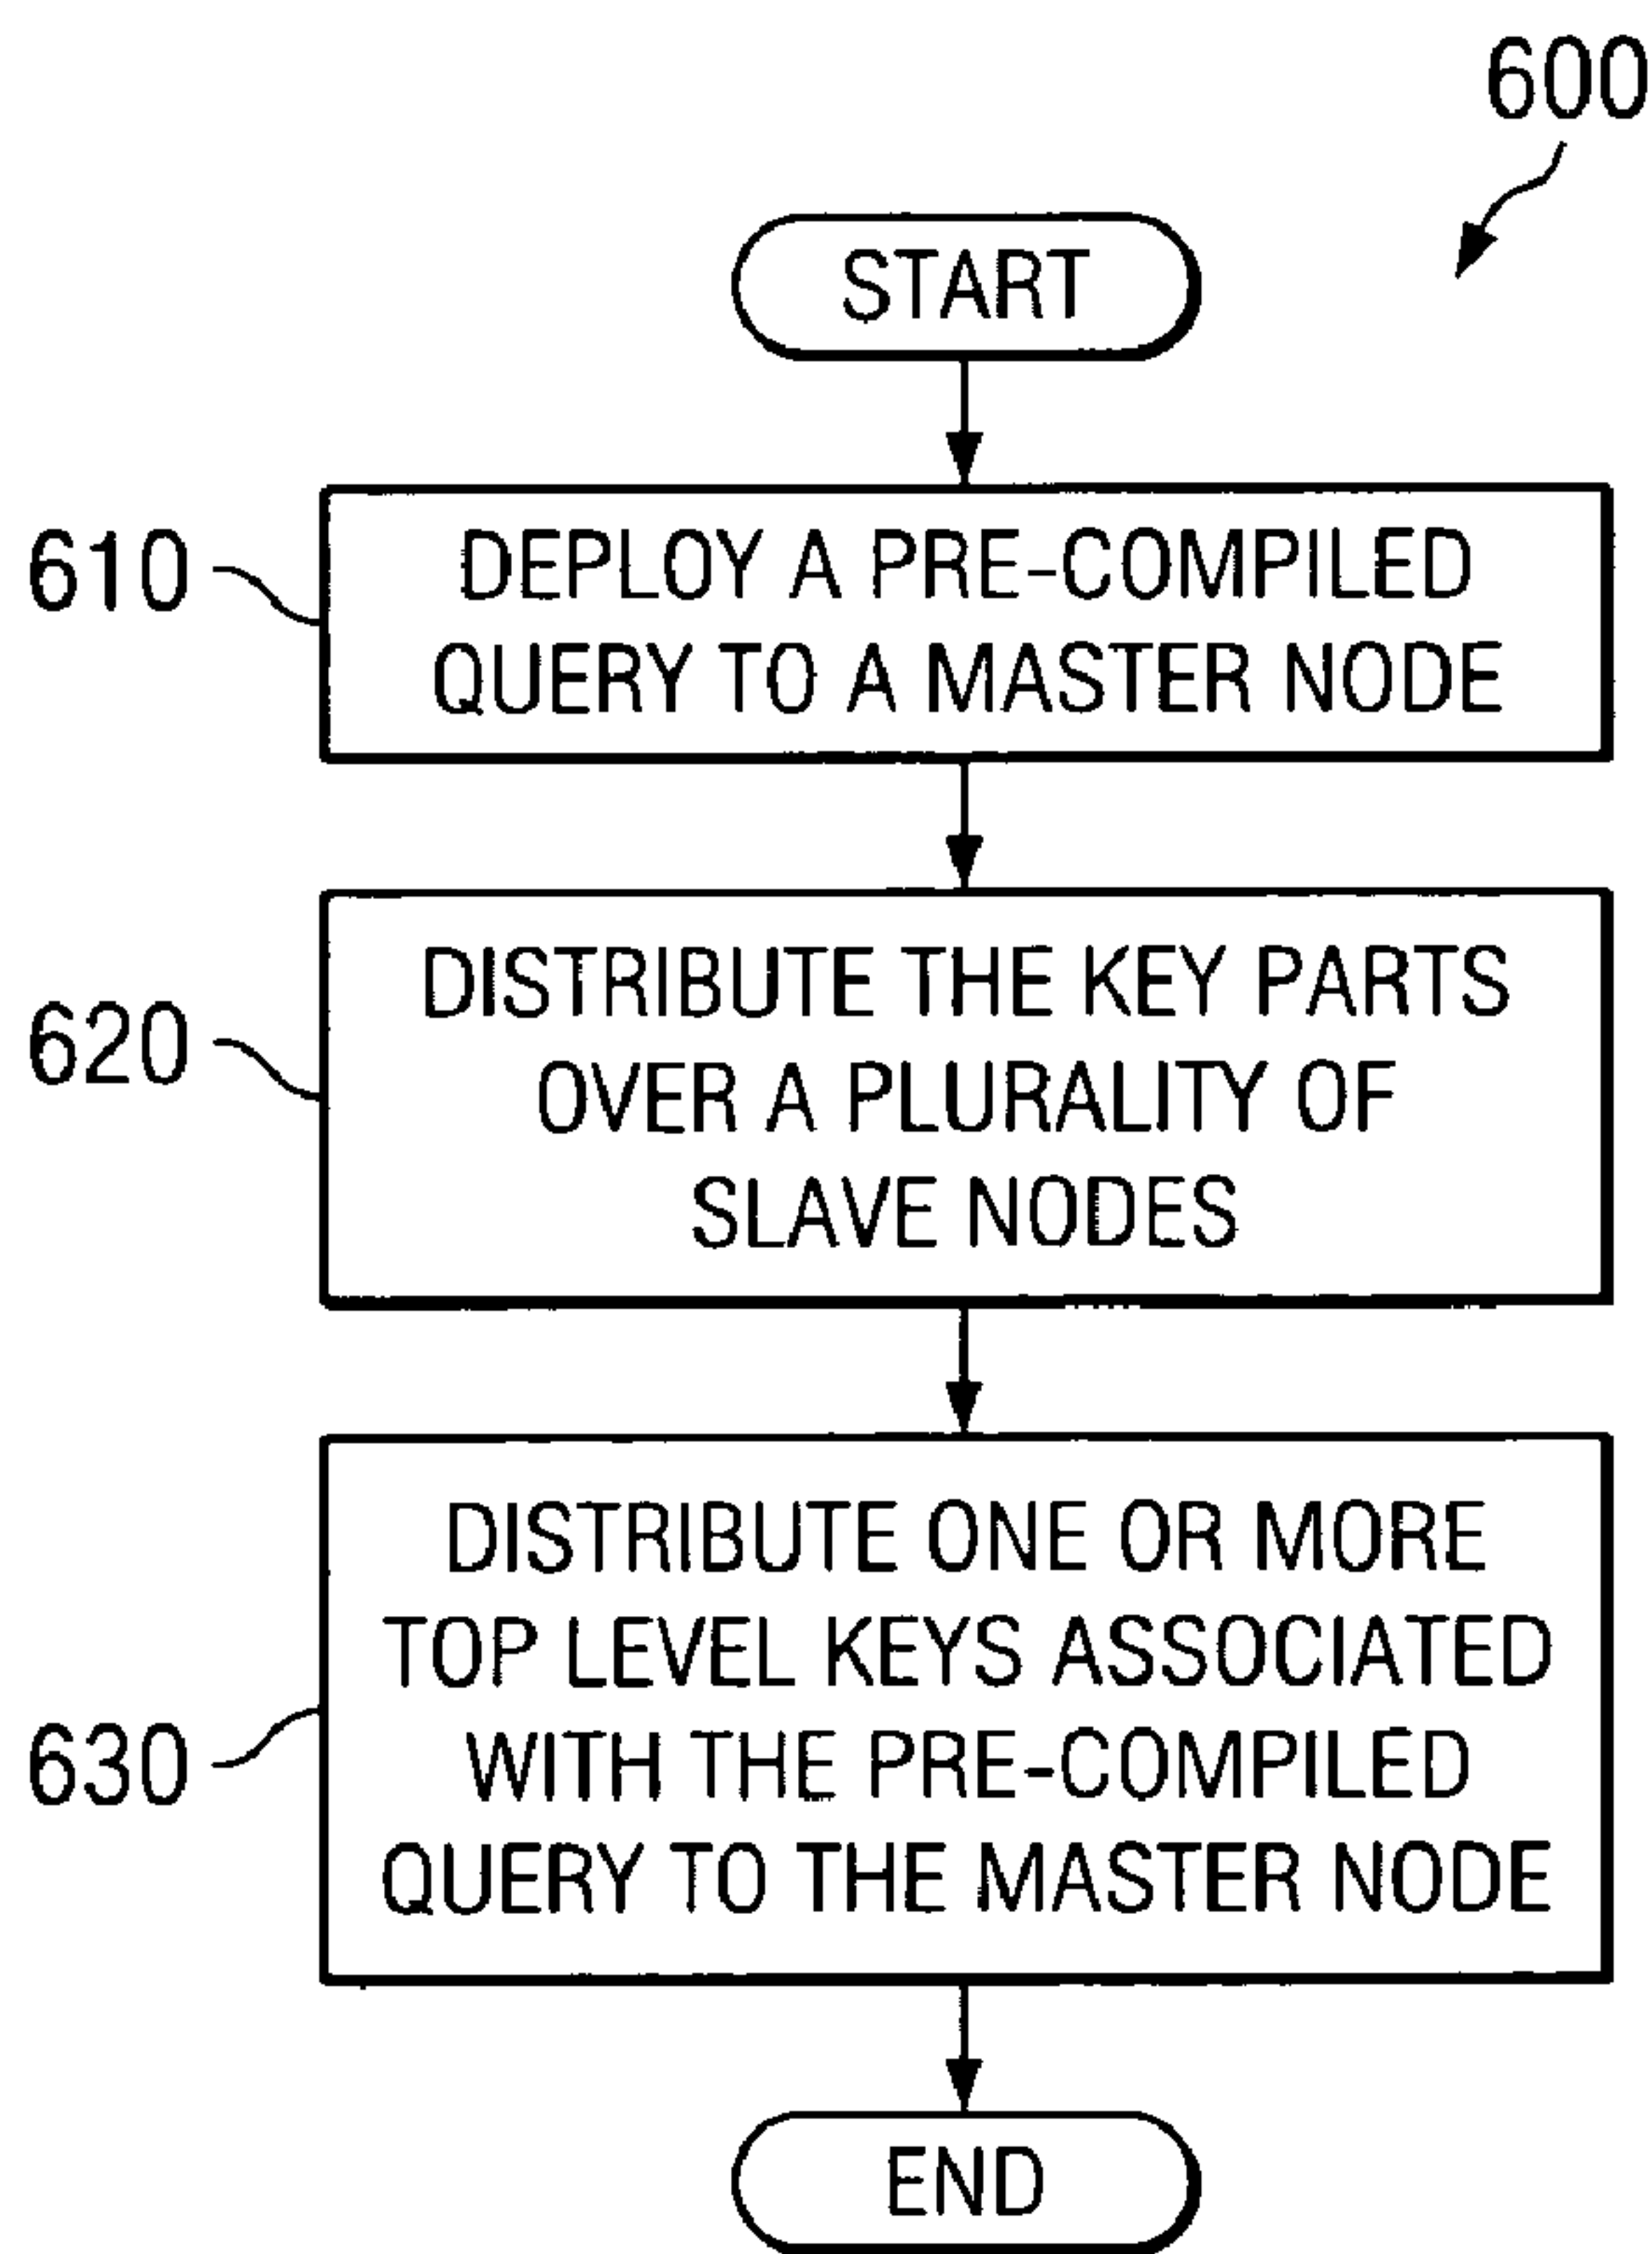 600
START
610
DEPLOY A PRE-COMPILED
QUERY TO A MASTER NODE
620
DISTRIBUTE THE KEY PARTS
OVER A PLURALITY OF
SLAVE NODES
630
DISTRIBUTE ONE OR MORE
TOP LEVEL KEYS ASSOCIATED
WITH THE PRE-COMPILED
QUERY TO THE MASTER NODE
END